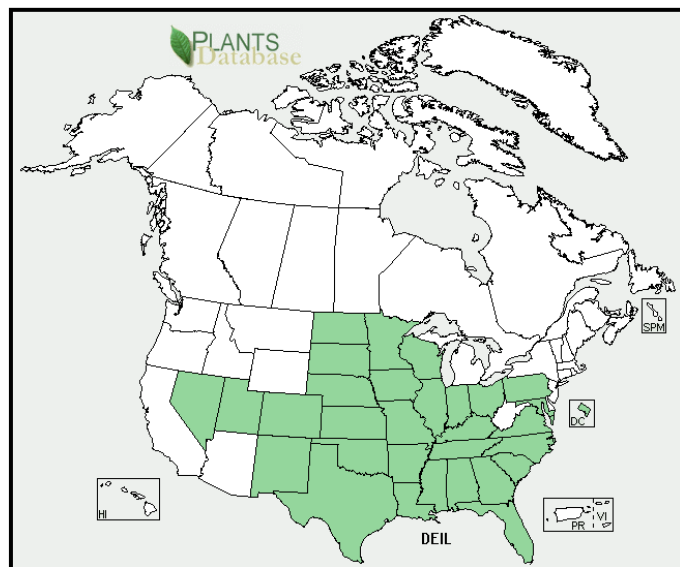 PLANTS
Database
SPM
DC
HI
PR
VI
DEIL